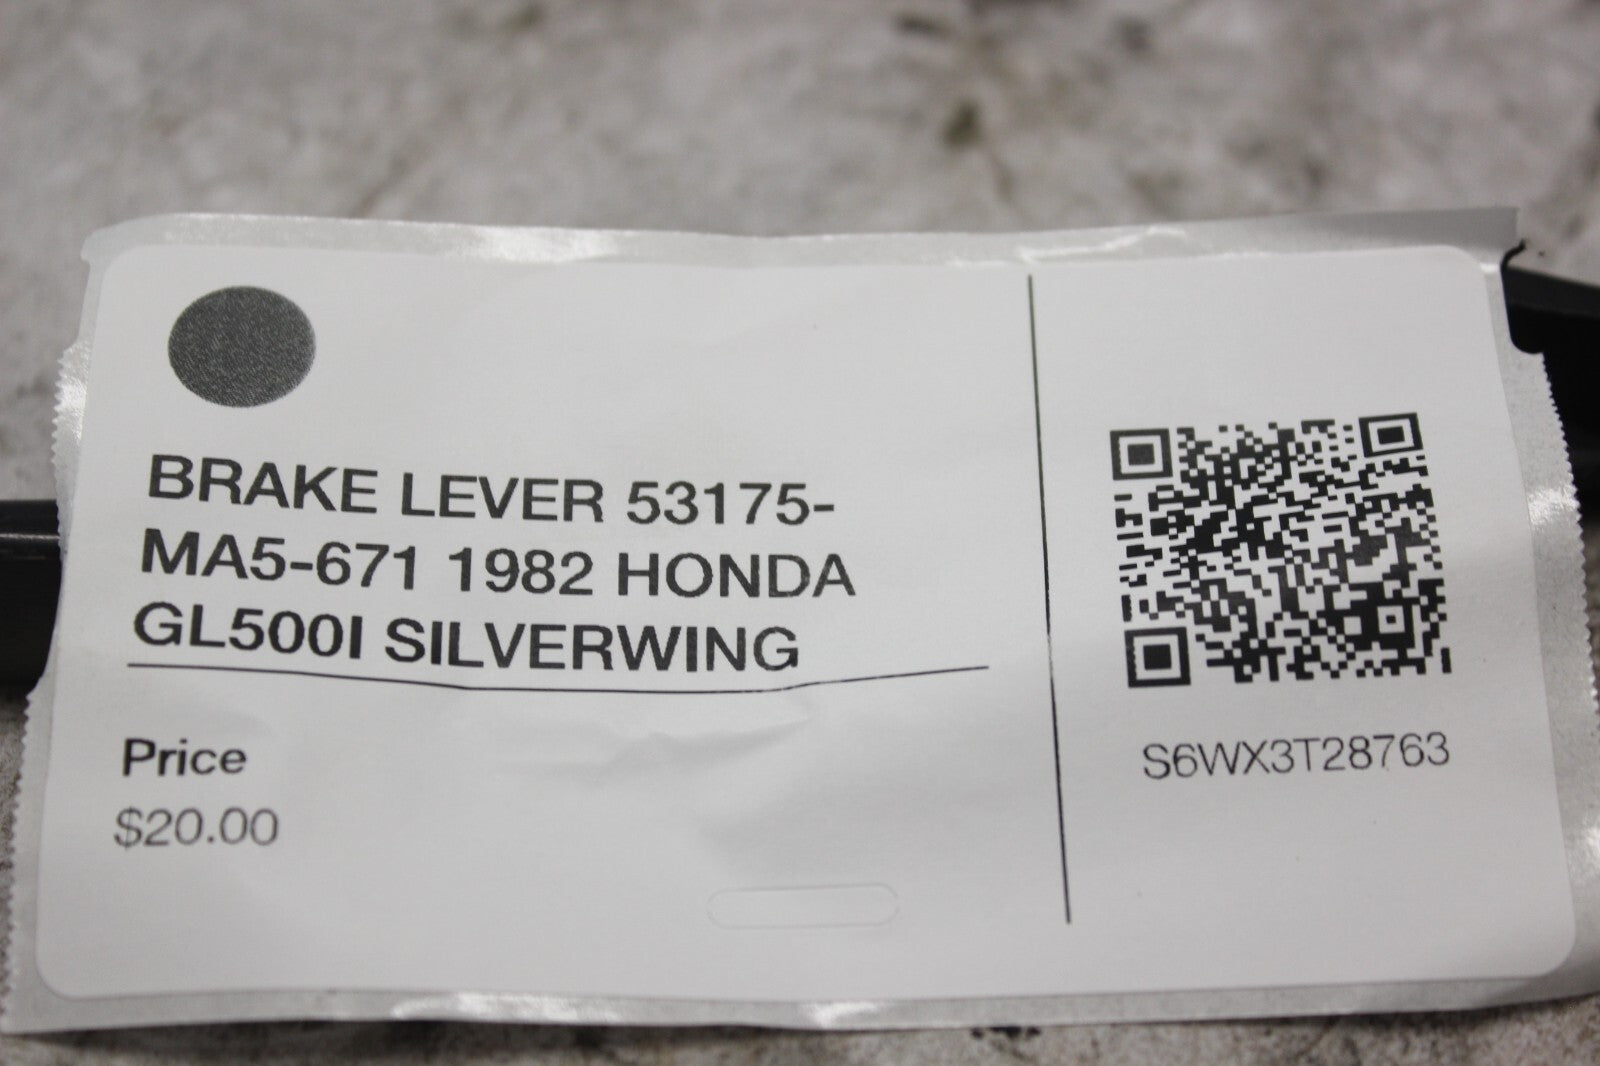 BRAKE LEVER 53175-
MA5-671 1982 HONDA
GL500I SILVERWING
Price
$20.00
S6WX3T28763